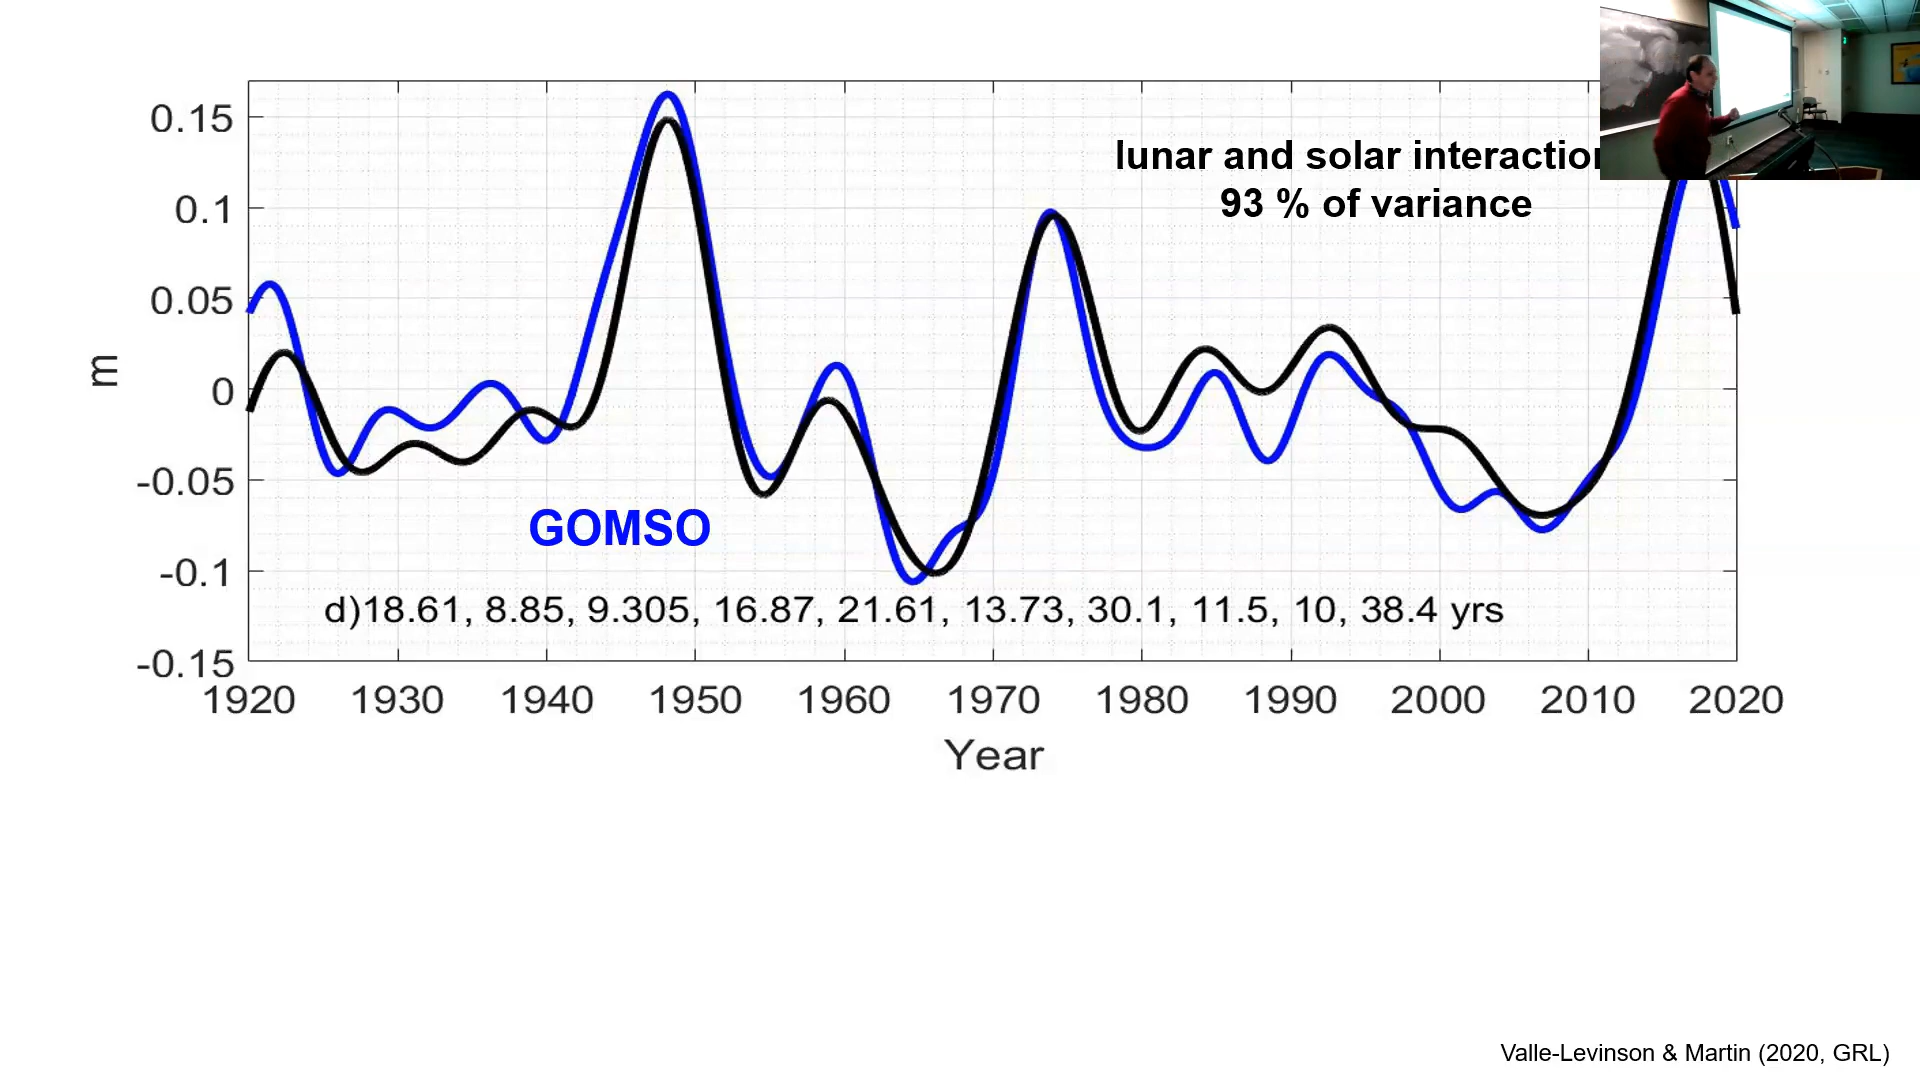 lunar and solar interaction
93 % of variance
0.15
0.1
0.05
0
-0.05
-0.1
-0.15
m
GOMSO
d)18.61, 8.85, 9.305, 16.87, 21.61, 13.73, 30.1, 11.5, 10, 38.4 yrs
1920 1930 1940 1950 1960 1970 1980 1990 2000 2010 2020
Year
Valle-Levinson & Martin (2020, GRL)